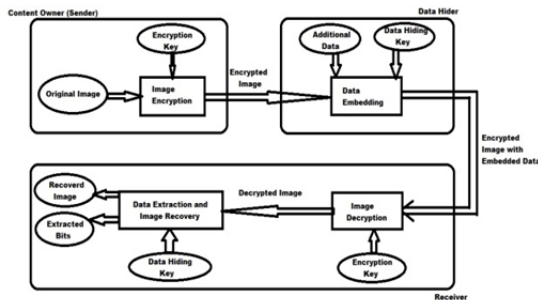 Content Owner (Sender)
Data Hider
Encryption
Key
Additional
Data
Data Hiding
Key
Original Image
Image
Encryption
Encrypted
Image
Data
Embedding
Encrypted
Image with
Embedded Data
Recoverd
Image
Extracted
Bits
Data Extraction and
Image Recovery
Decrypted Image
Image
Decryption
Data Hiding
Key
Encryption
Key
Receiver